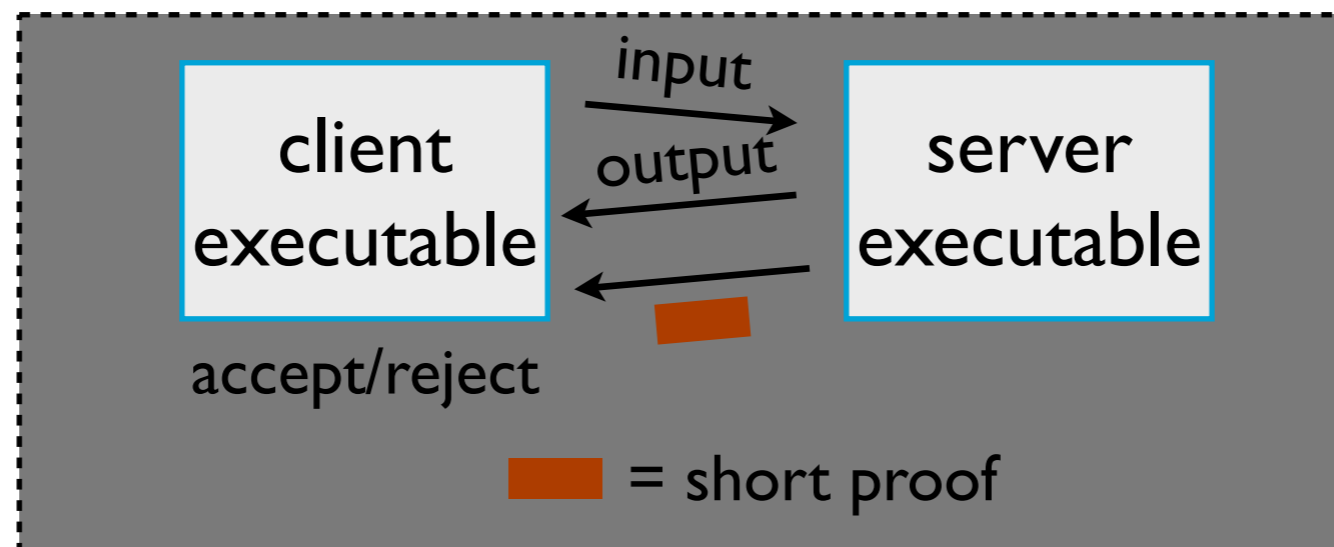 client
executable
input
output
server
executable
accept/reject
= short proof